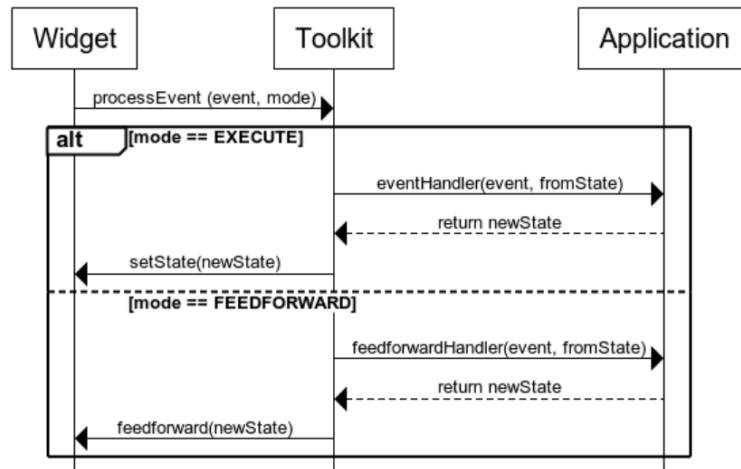 Widget
Toolkit
Application
processEvent (event, mode)
alt
[mode == EXECUTE]
eventHandler(event, fromState)
return newState
setState(newState)
[mode == FEEDFORWARD]
feedforwardHandler(event, fromState)
return newState
feedforward(newState)